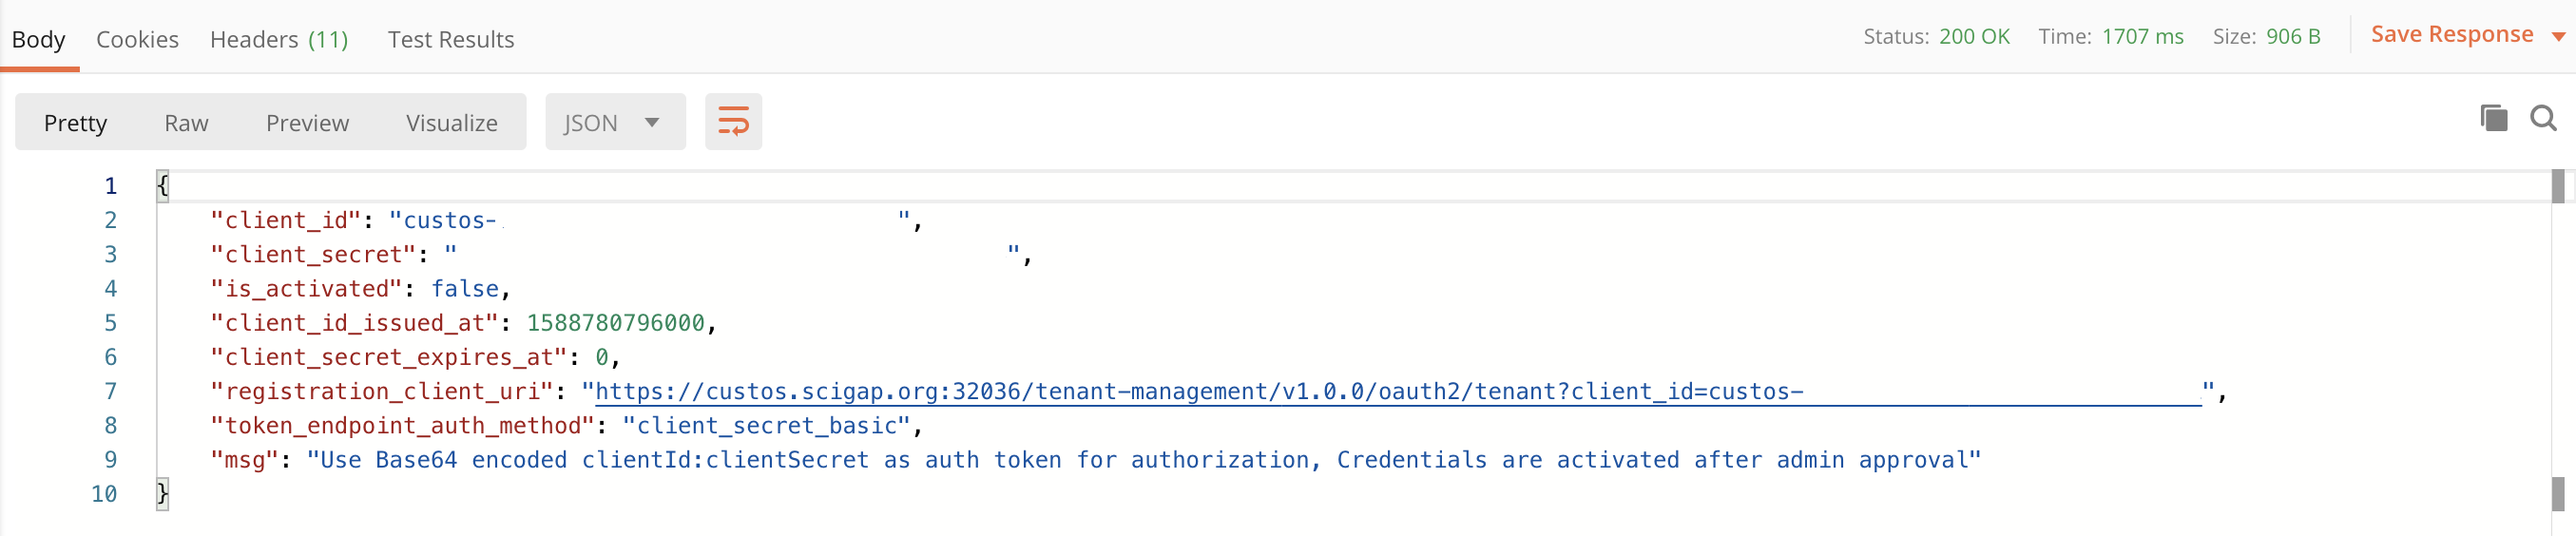 Body Cookies Headers (11) Test Results Status: 200 OK Time: 1707 ms Size: 906 B Save Response
Pretty Raw Preview Visualize JSON
1 {
2 "client_id": "custos- ",
3 "client_secret": " ",
4 "is_activated": false,
5 "client_id_issued_at": 1588780796000,
6 "client_secret_expires_at": 0,
7 "registration_client_uri": "https://custos.scigap.org:32036/tenant-management/v1.0.0/oauth2/tenant?client_id=custos- ",
8 "token_endpoint_auth_method": "client_secret_basic",
9 "msg": "Use Base64 encoded clientId:clientSecret as auth token for authorization, Credentials are activated after admin approval"
10 }